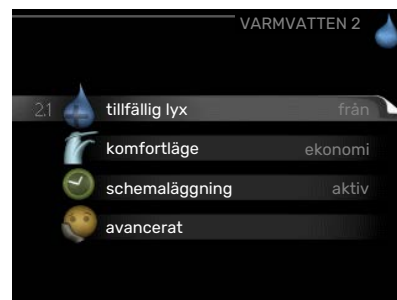 VARMVATTEN 2
2.1 tillfällig lyx från
komfortläge ekonomi
schemaläggning aktiv
avancerat